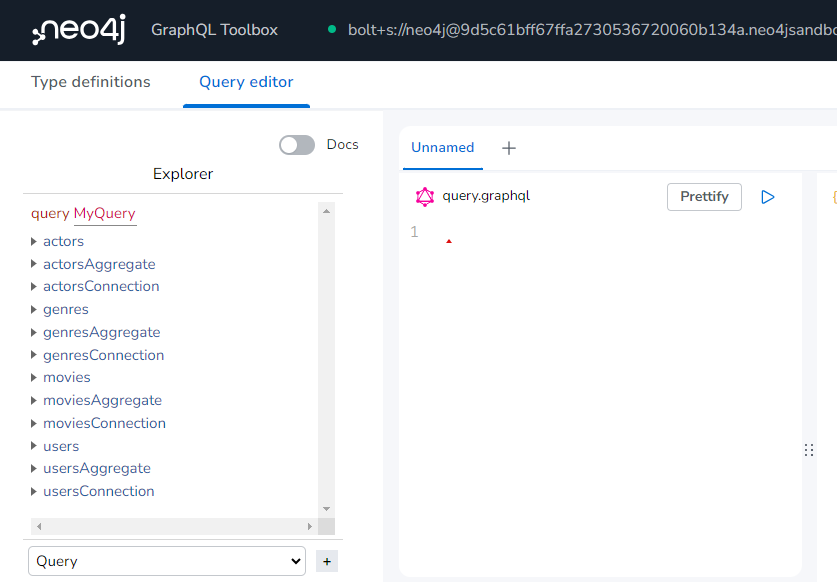 neo4j GraphQL Toolbox bolt+s://neo4j@9d5c61bff67ffa2730536720060b134a.neo4jsandbo
Type definitions Query editor
Docs
Explorer
query MyQuery
actors
actorsAggregate
actorsConnection
genres
genresAggregate
genresConnection
movies
moviesAggregate
moviesConnection
users
usersAggregate
usersConnection
Query +
Unnamed +
query.graphql Prettify
1